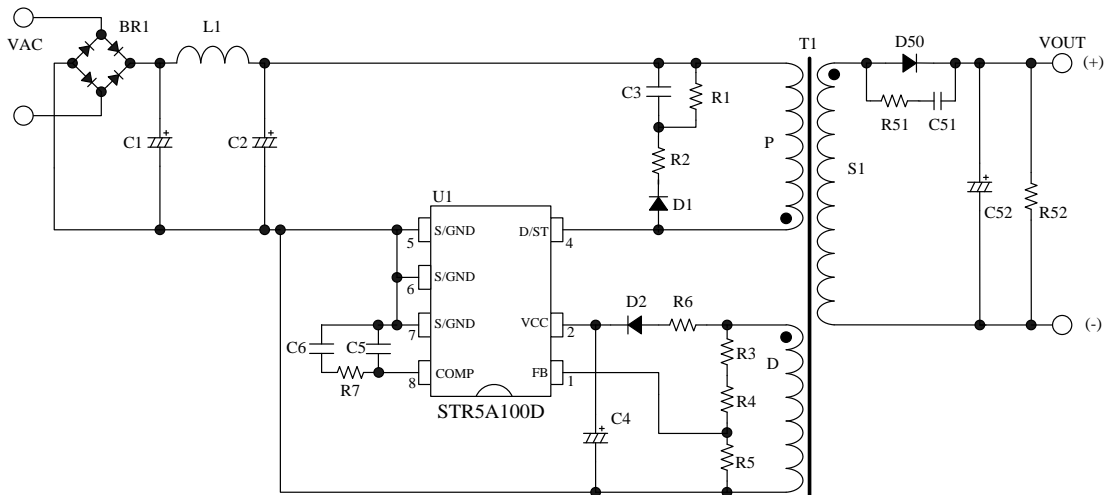 BR1
L1
T1
D50
VOUT
VAC
(+)
C3
R1
R51
C51
C1
C2
P
R2
S1
U1
D1
C52
R52
S/GND
D/ST
5
4
S/GND
6
D2
R6
S/GND
VCC
(-)
7
2
C6
C5
R3
D
COMP
FB
R7
8
1
R4
STR5A100D
C4
R5